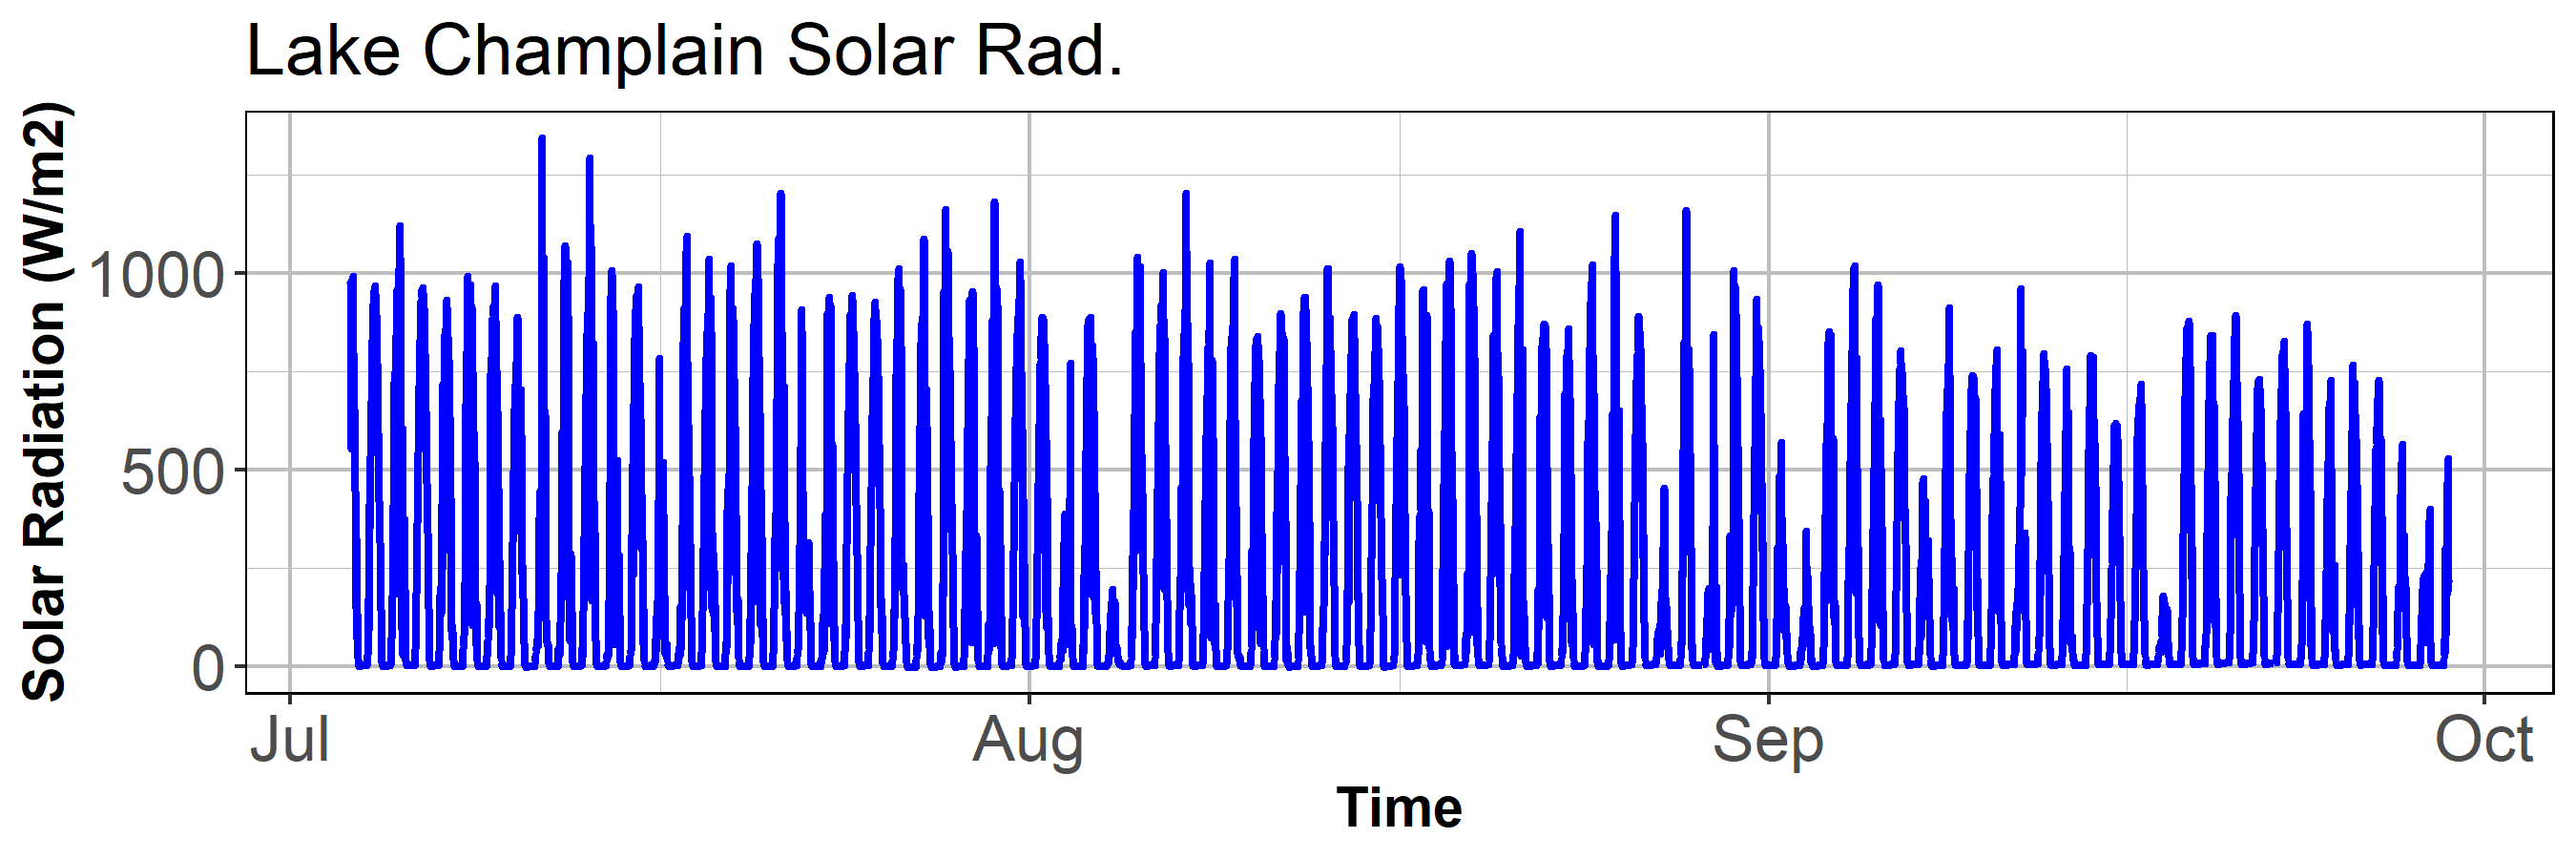 Lake Champlain Solar Rad.
Solar Radiation (W/m2)
1000
500
0
Jul Aug Sep Oct
Time